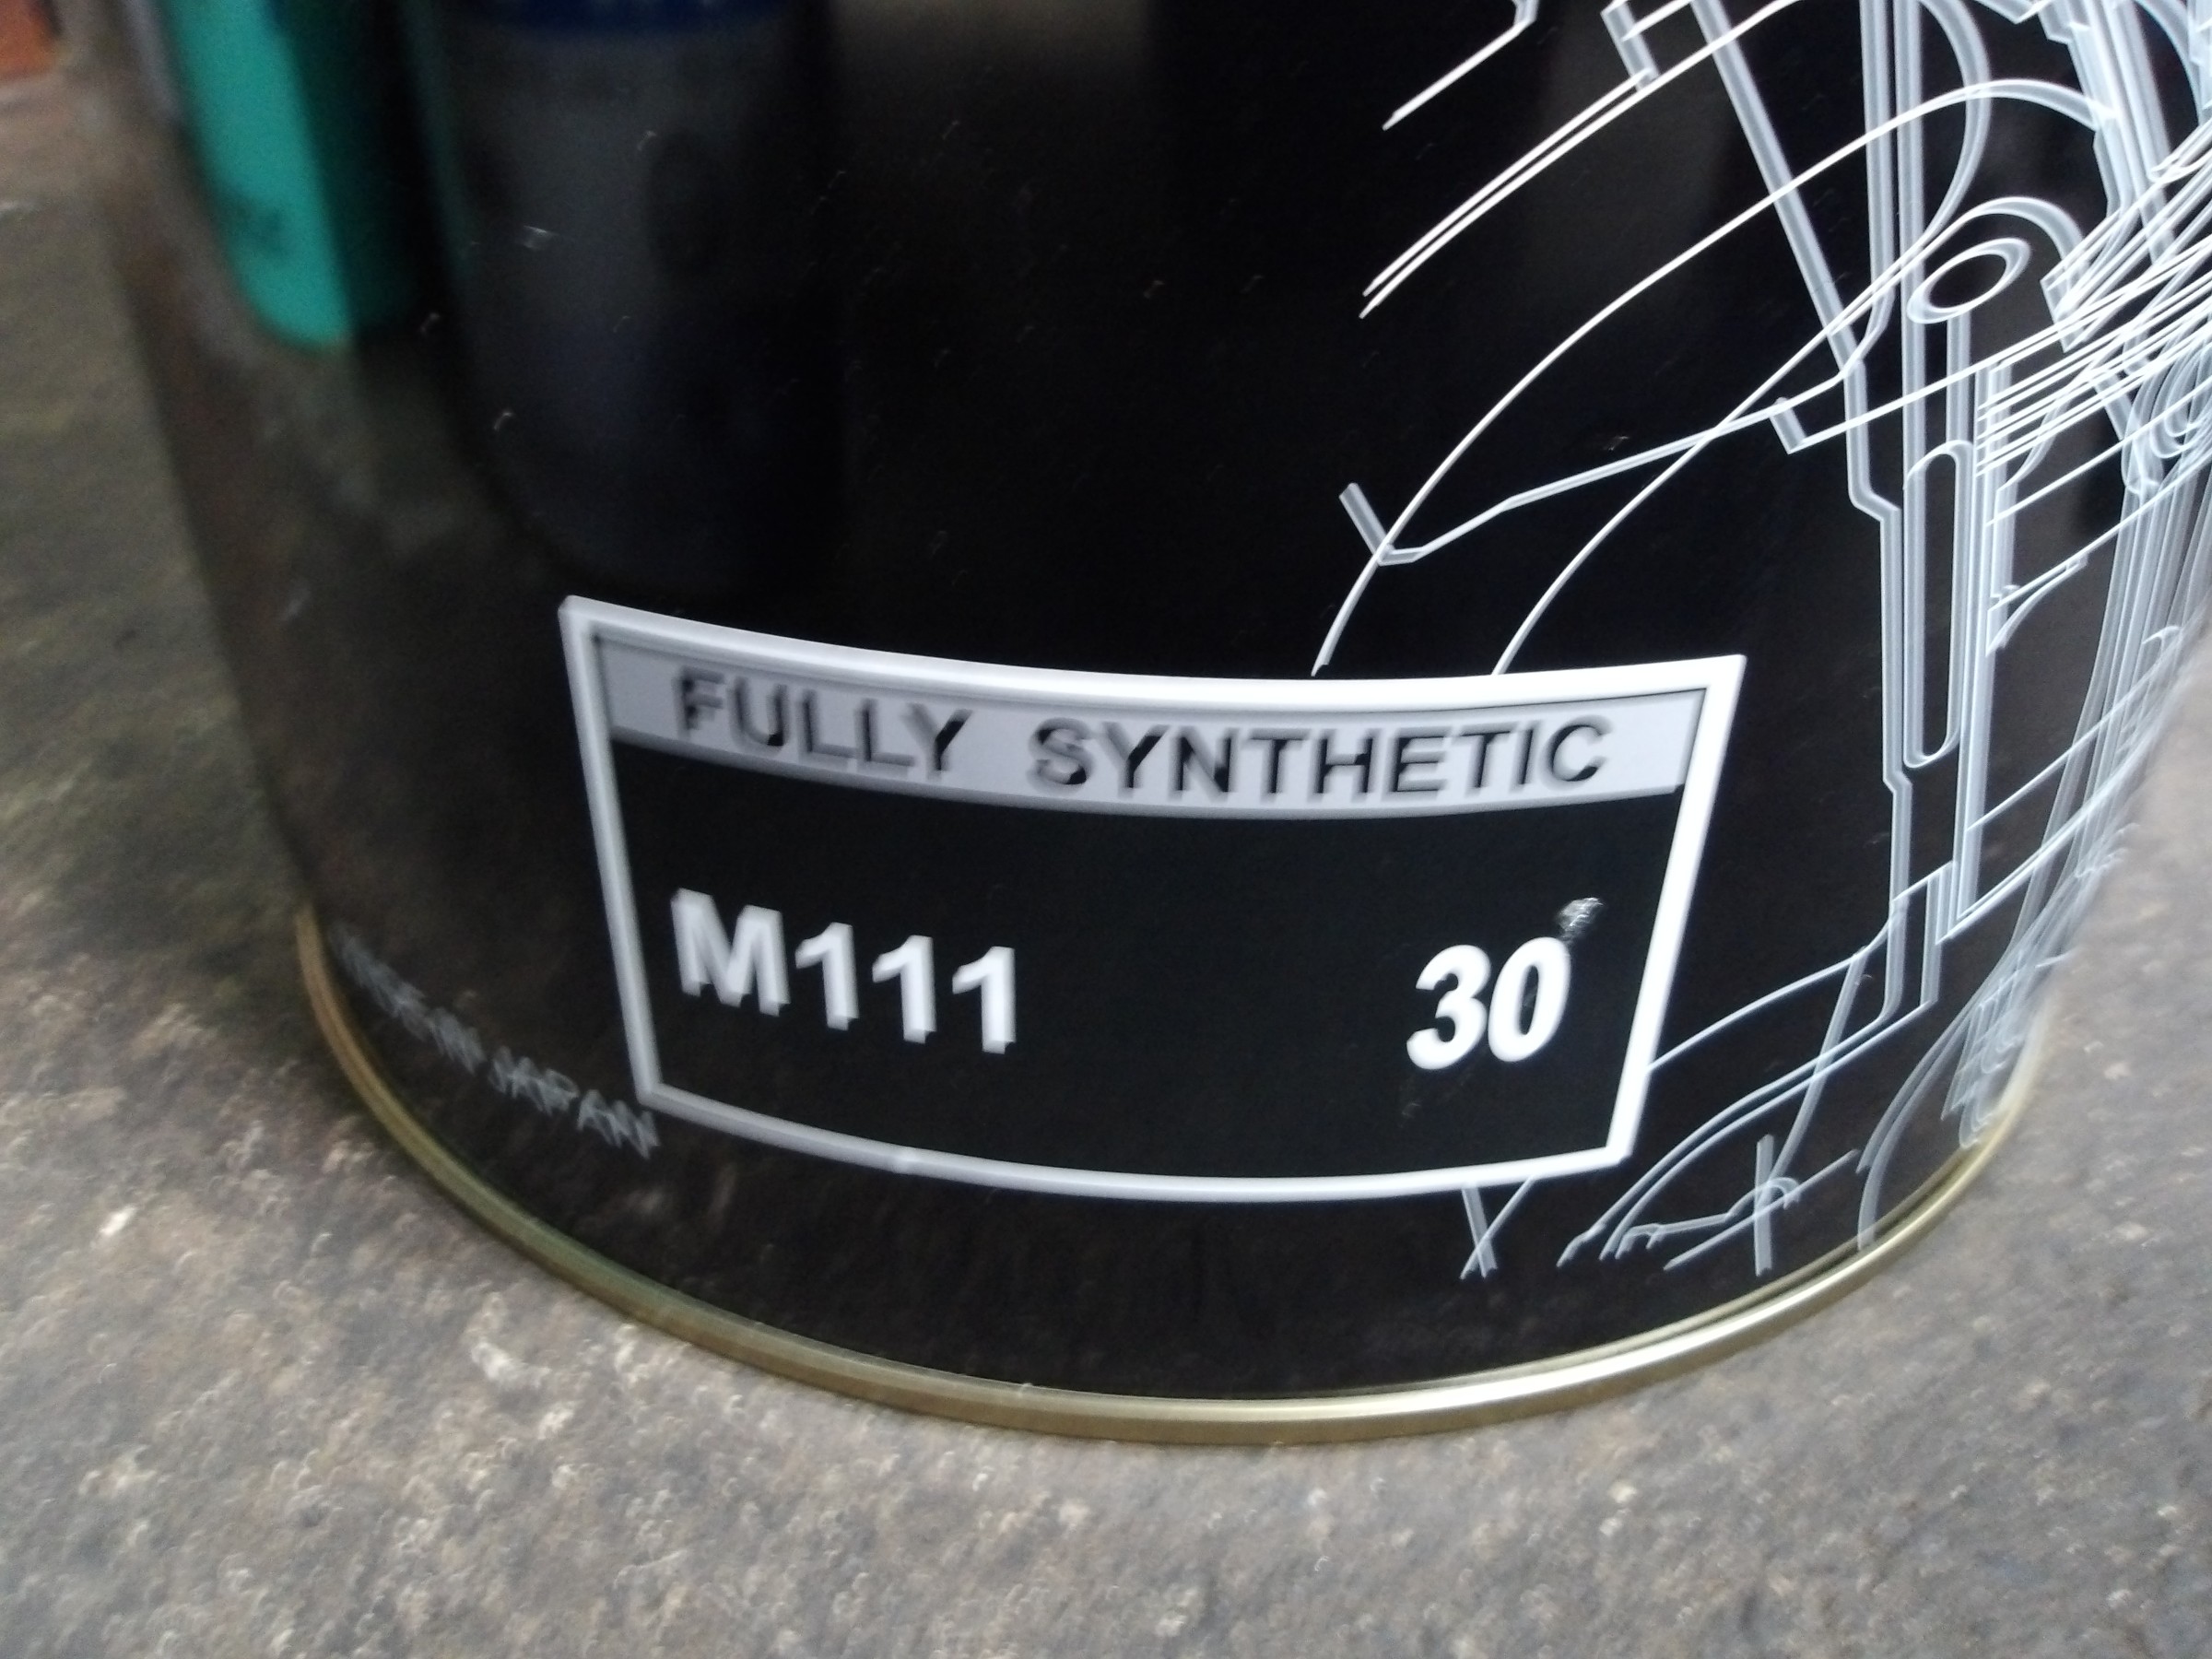 FULLY SYNTHETIC
M111 30
MADE IN JAPAN